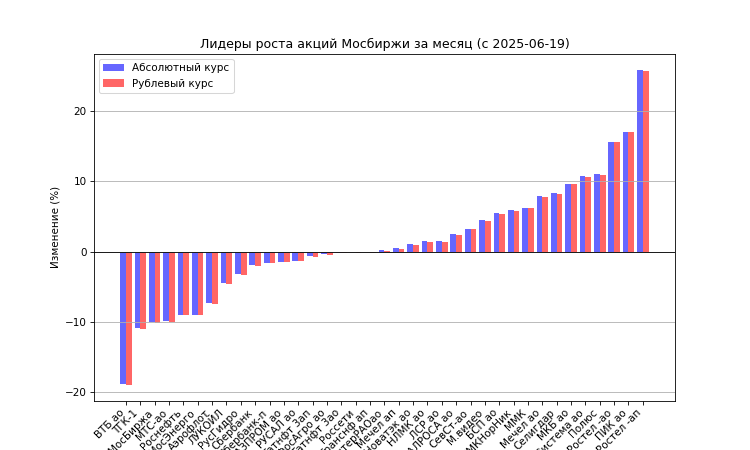 Лидеры роста акций Мосбиржи за месяц (с 2025-06-19)
Абсолютный курс
Рублевый курс
Изменение (%)
20
10
0
−10
−20
ВТБ ао
ТГК-1
МосБиржа
МТС-ао
Роснефть
Аэрофлот
ЛУКОЙЛ
РусГидро
Сбербанк
РУСАЛ ао
Россети
Мечел ап
НЛМК ао
ЛСР ао
СевСт-ао
М.видео
БСП ао
ММК
Мечел ао
Селигдар
МКБ ао
Полюс
Ростел -ао
ПИК ао
Ростел -ап